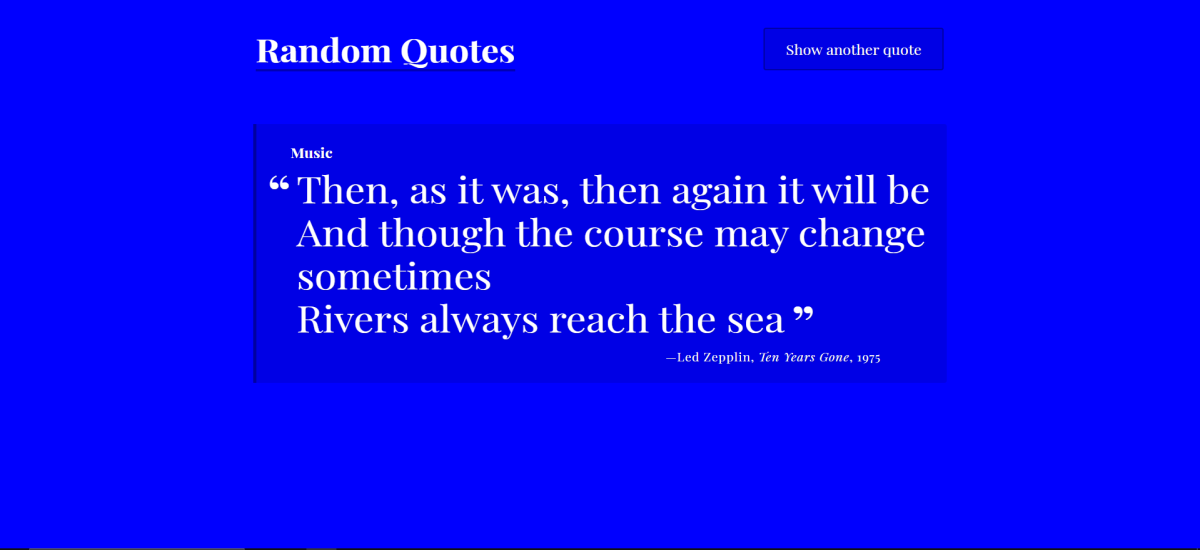 Random Quotes
Show another quote
Music
“Then, as it was, then again it will be
And though the course may change
sometimes
Rivers always reach the sea”
—Led Zepplin, Ten Years Gone, 1975